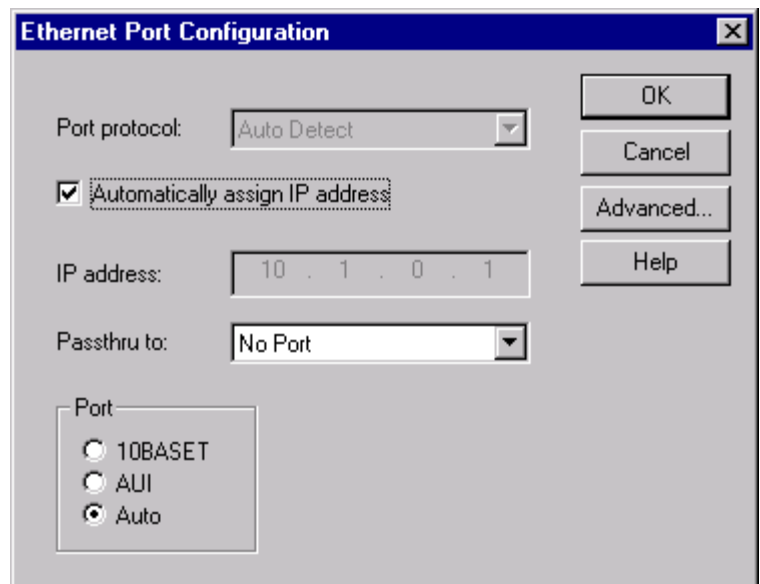 Ethernet Port Configuration
Port protocol: Auto Detect
OK
Cancel
Automatically assign IP address
Advanced...
IP address: 10 . 1 . 0 . 1
Help
Passthru to: No Port
Port
10BASET
AUI
Auto